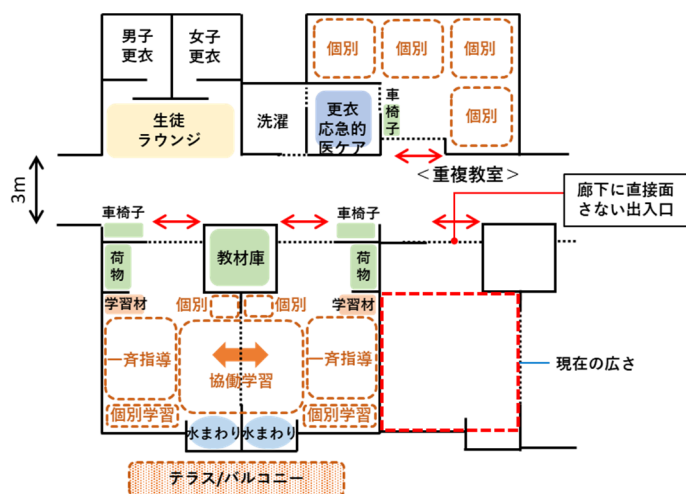 男子
更衣
女子
更衣
個別
個別
個別
個別
生徒
ラウンジ
洗濯
更衣
応急的
医ケア
車
椅
子
＜重複教室＞
3m
廊下に直接面
さない出入口
車椅子
車椅子
荷
物
教材庫
荷
物
学習材
個別
個別
学習材
一斉指導
一斉指導
協働学習
現在の広さ
個別学習
個別学習
水まわり
水まわり
テラス/バルコニー